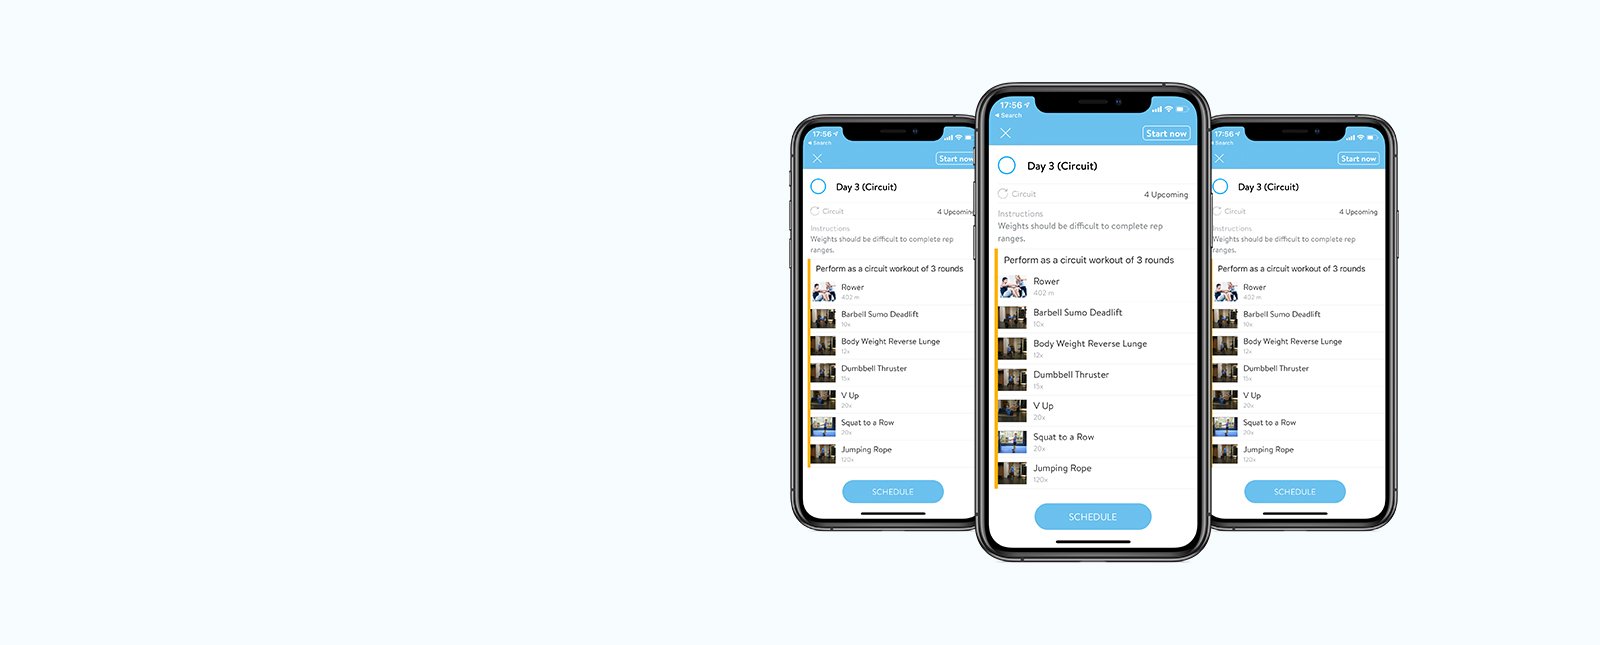 17:56
Search
Start now
Day 3 (Circuit)
Circuit
4 Upcoming
Instructions
Weights should be difficult to complete rep
ranges.
Perform as a circuit workout of 3 rounds
Rower
402 m
Barbell Sumo Deadlift
10x
Body Weight Reverse Lunge
12x
Dumbbell Thruster
15x
V Up
20x
Squat to a Row
20x
Jumping Rope
120x
SCHEDULE
17:56
Search
Start now
Day 3 (Circuit)
Circuit
4 Upcoming
Instructions
Weights should be difficult to complete rep
ranges.
Perform as a circuit workout of 3 rounds
Rower
402 m
Barbell Sumo Deadlift
10x
Body Weight Reverse Lunge
12x
Dumbbell Thruster
15x
V Up
20x
Squat to a Row
20x
Jumping Rope
120x
SCHEDULE
17:56
Search
Start now
Day 3 (Circuit)
Circuit
4 Upcoming
Instructions
Weights should be difficult to complete rep
ranges.
Perform as a circuit workout of 3 rounds
Rower
402 m
Barbell Sumo Deadlift
10x
Body Weight Reverse Lunge
12x
Dumbbell Thruster
15x
V Up
20x
Squat to a Row
20x
Jumping Rope
120x
SCHEDULE